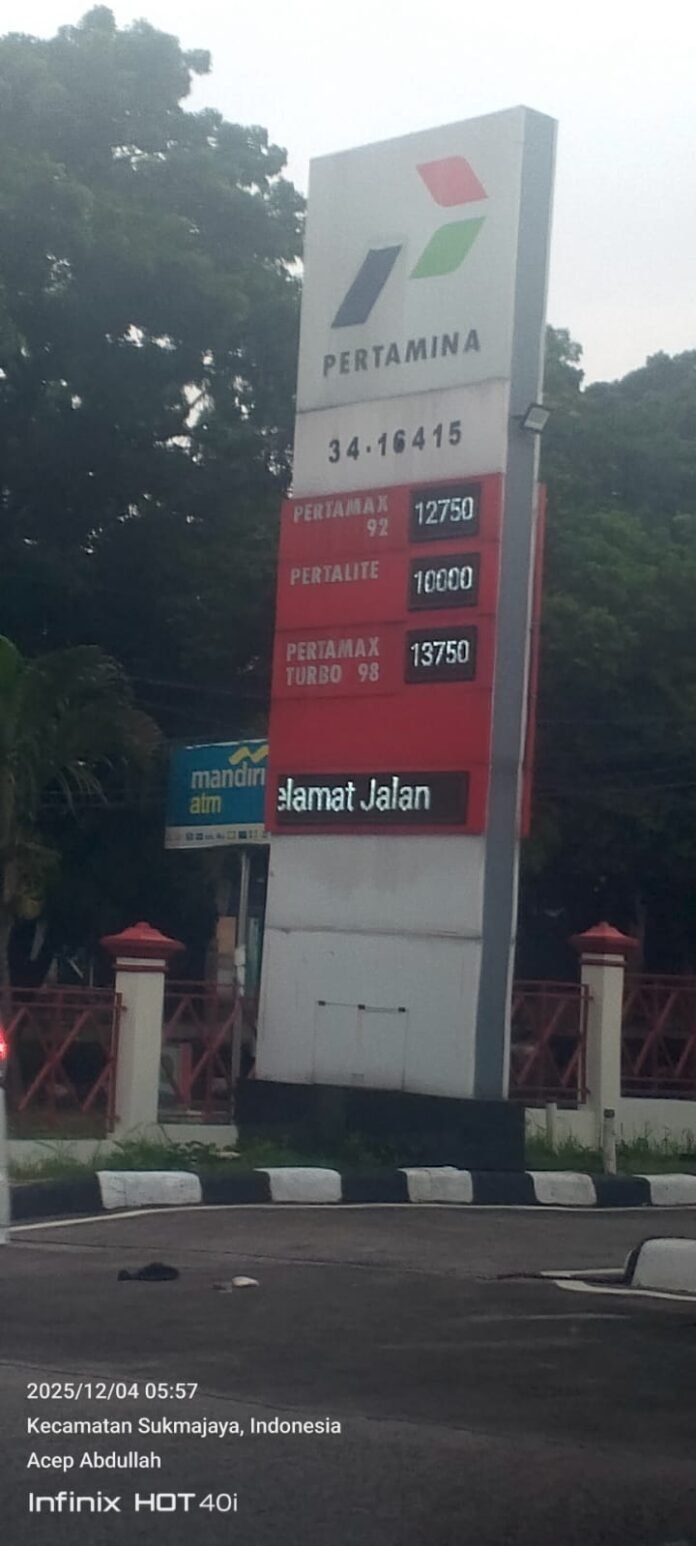 PERTAMINA
34·16415
PERTAMAX 12750
92
PERTALITE 10000
PERTAMAX 13750
TURBO 98
elamat Jalan
mandiri
atm
2025/12/04 05:57
Kecamatan Sukmajaya, Indonesia
Acep Abdullah
Infinix HOT 40i